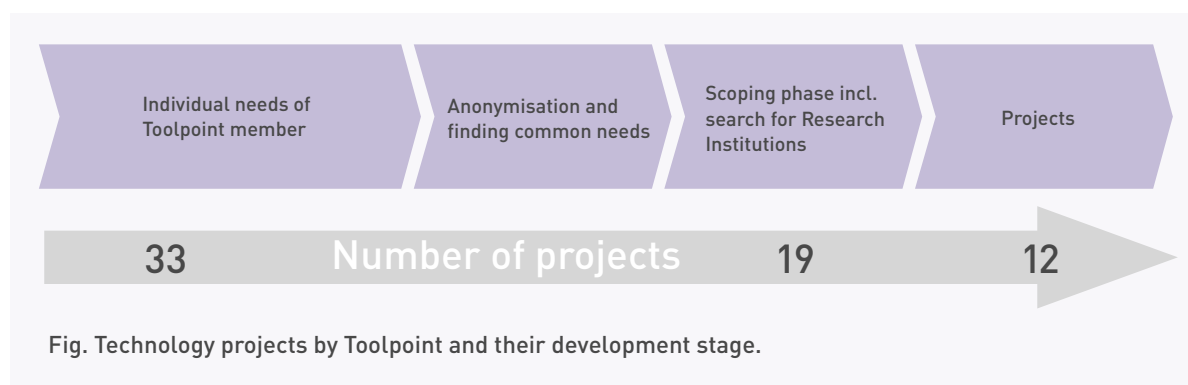 Individual needs of
Toolpoint member
Anonymisation and
finding common needs
Scoping phase incl.
search for Research
Institutions
Projects
33 Number of projects 19 12
Fig. Technology projects by Toolpoint and their development stage.